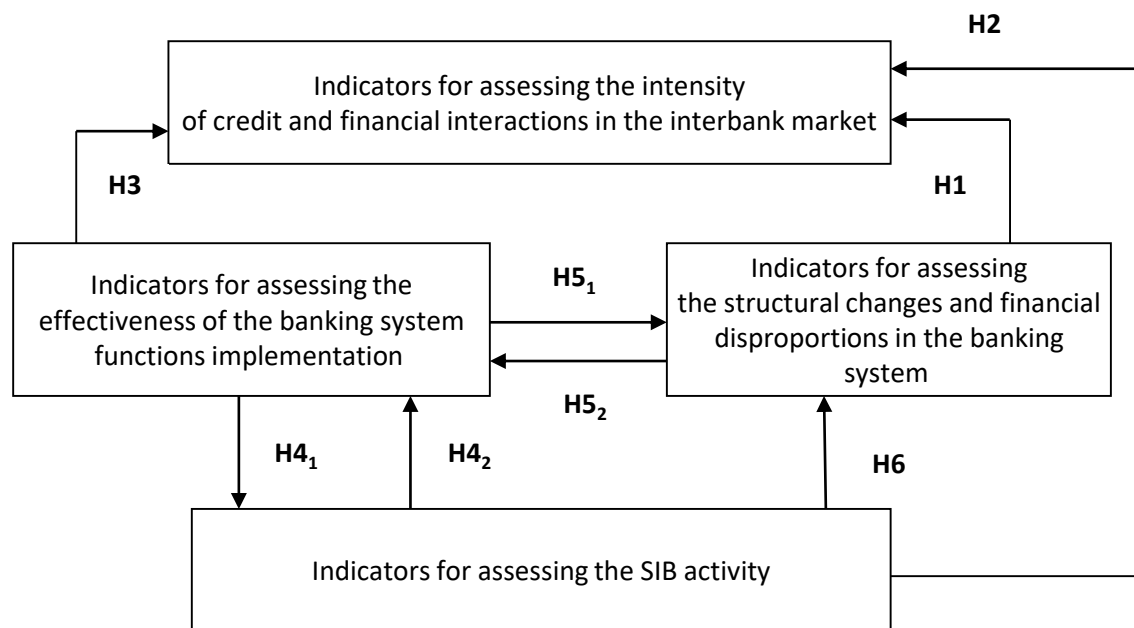 H2
Indicators for assessing the intensity
of credit and financial interactions in the interbank market
H3
H1
Indicators for assessing the
effectiveness of the banking system
functions implementation
H5₁
H5₂
Indicators for assessing
the structural changes and financial
disproportions in the banking
system
H4₁
H4₂
H6
Indicators for assessing the SIB activity